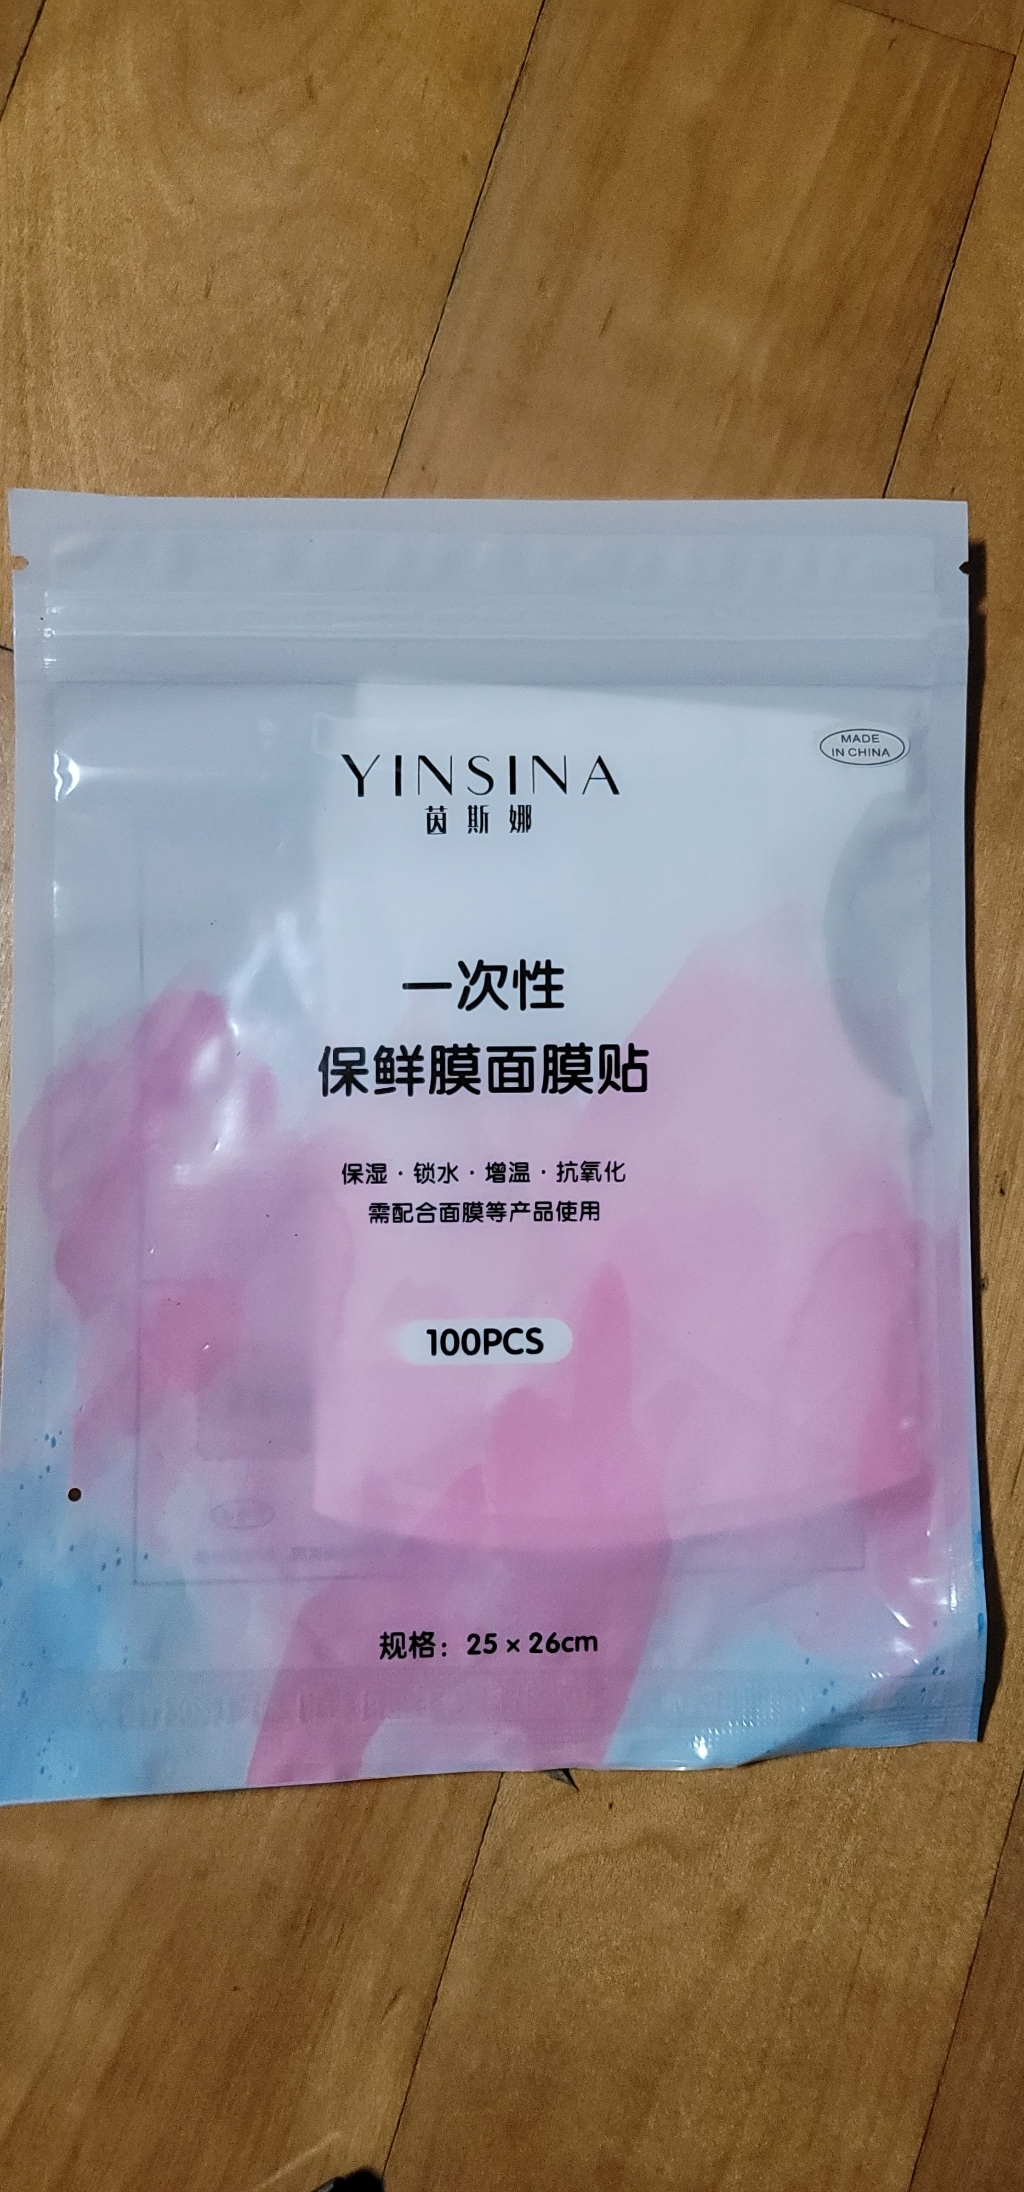 MADE
IN CHINA
YINSINA
茵斯娜
一次性
保鲜膜面膜贴
保湿·锁水·增温·抗氧化
需配合面膜等产品使用
100PCS
规格：25 x 26cm